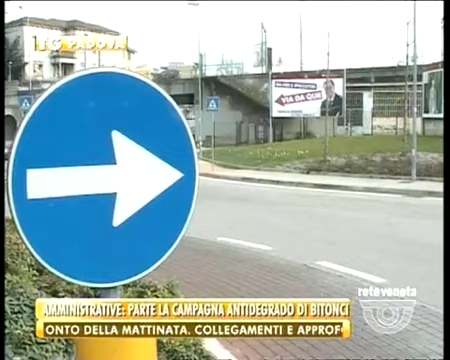 TG PADOVA
VIA DA QUI!
AMMINISTRATIVE: PARTE LA CAMPAGNA ANTIDEGRADO DI BITONCI
ONTO DELLA MATTINATA. COLLEGAMENTI E APPROF
reteveneta